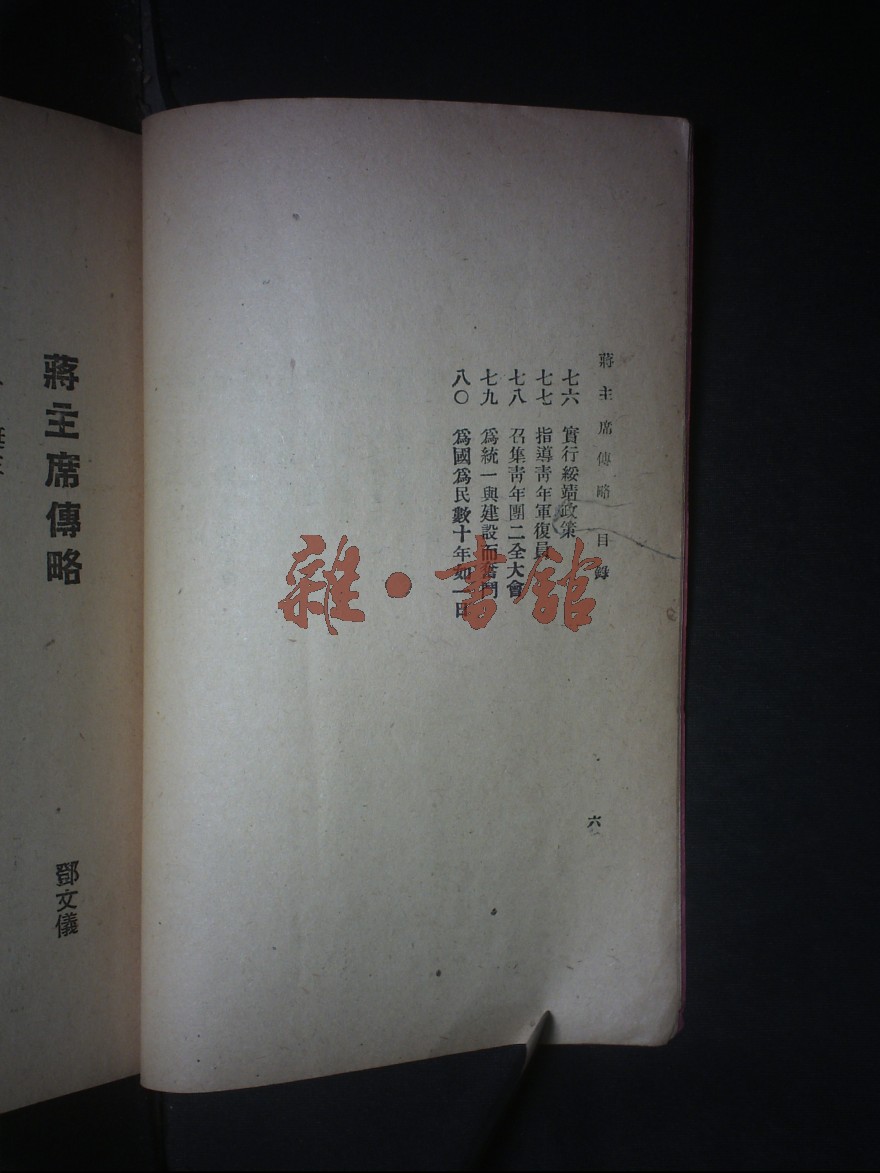 蔣主席傳略 目錄
七六 實行綏靖政策
七七 指導靑年軍復員
七八 召集靑年團二全大會
七九 爲統一與建設而奮鬥
八〇 爲國爲民數十年如一日
六
蔣主席傳略
鄧文儀
雜·書館